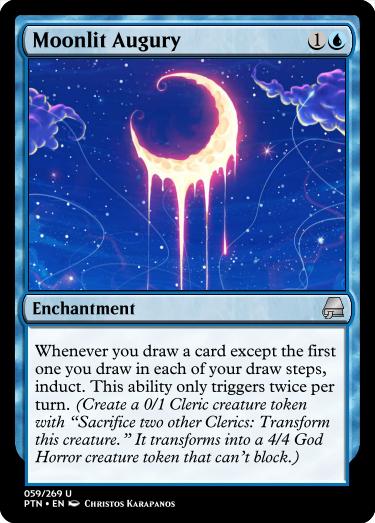 Moonlit Augury 1
Enchantment
Whenever you draw a card except the first
one you draw in each of your draw steps,
induct. This ability only triggers twice per
turn. (Create a 0/1 Cleric creature token
with “Sacrifice two other Clerics: Transform
this creature.” It transforms into a 4/4 God
Horror creature token that can’t block.)
059/269 U
PTN • EN Christos Karapanos